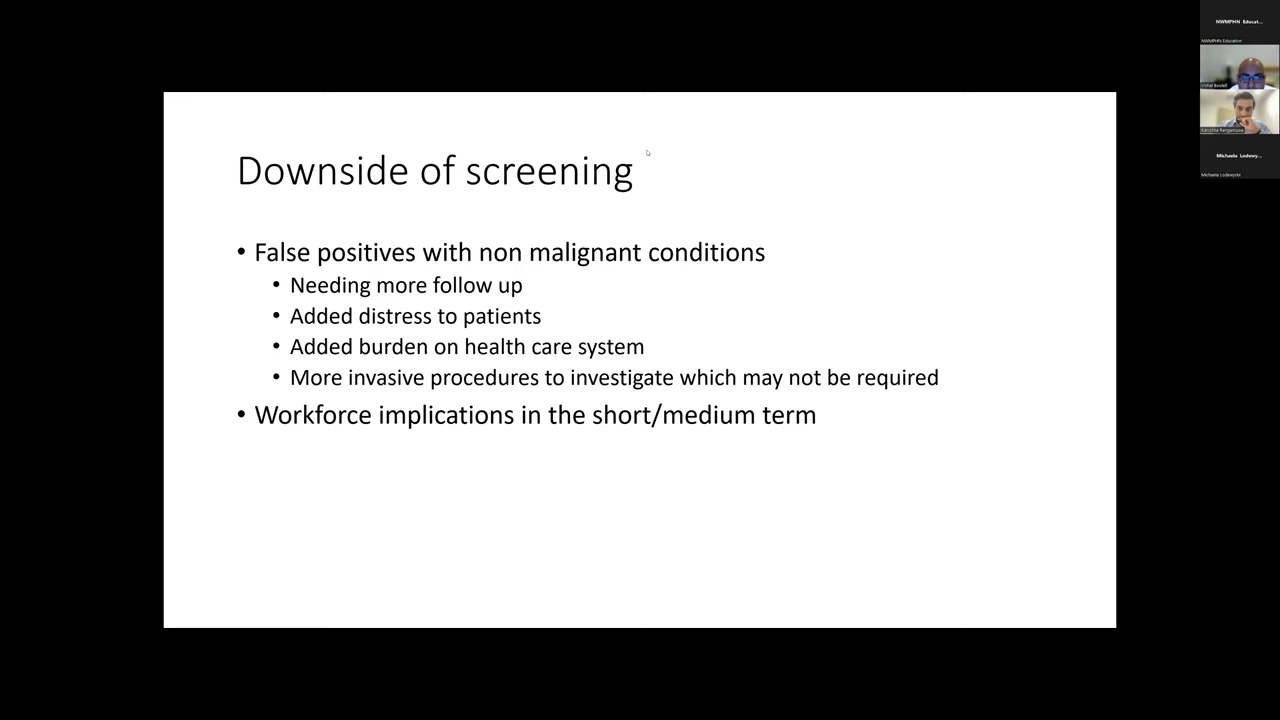 Downside of screening
• False positives with non malignant conditions
• Needing more follow up
• Added distress to patients
• Added burden on health care system
• More invasive procedures to investigate which may not be required
• Workforce implications in the short/medium term
NWMPHN Educat...
NWMPHN Education
Vishal Boolell
Kanishka Rangamuwa
Michaela Lodewy...
Michaela Lodewyckx